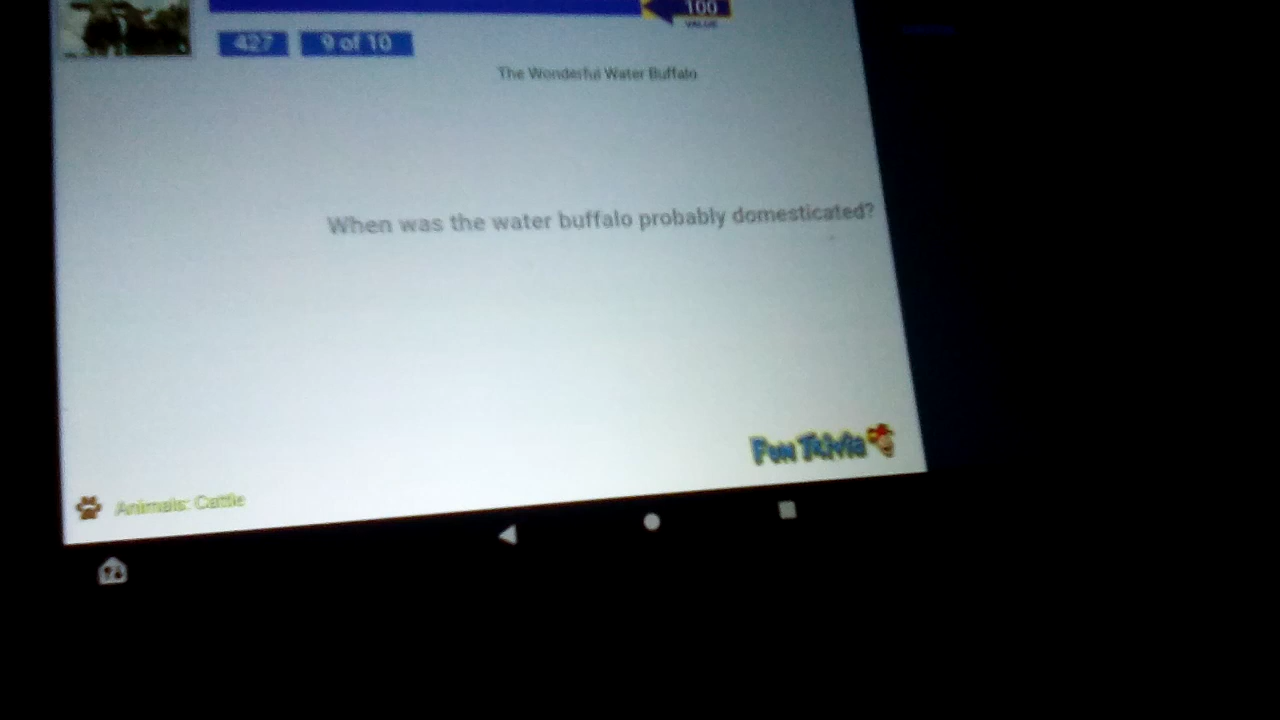 100
VALUE
427
9 of 10
The Wonderful Water Buffalo
When was the water buffalo probably domesticated?
Fun Trivia
Animals: Cattle